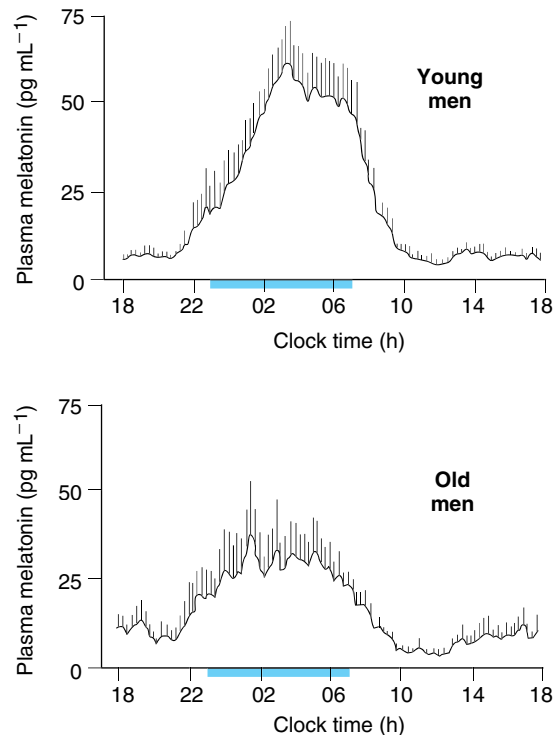 75
50
25
0
Plasma melatonin (pg mL⁻¹)
Young
men
18 22 02 06 10 14 18
Clock time (h)
75
50
25
0
Plasma melatonin (pg mL⁻¹)
Old
men
18 22 02 06 10 14 18
Clock time (h)